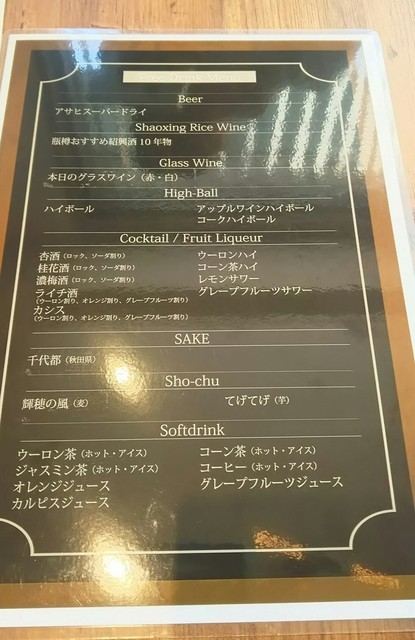 Free Drink Menu
Beer
アサヒスーパードライ
Shaoxing Rice Wine
瓶樽おすすめ紹興酒 10 年物
Glass Wine
本日のグラスワイン（赤・白）
High-Ball
ハイボール
アップルワインハイボール
コークハイボール
Cocktail / Fruit Liqueur
杏酒（ロック、ソーダ割り）
ウーロンハイ
桂花酒（ロック、ソーダ割り）
コーン茶ハイ
濃梅酒（ロック、ソーダ割り）
レモンサワー
ライチ酒
グレープフルーツサワー
（ウーロン割り、オレンジ割り、グレープフルーツ割り）
カシス
（ウーロン割り、オレンジ割り、グレープフルーツ割り）
SAKE
千代都（秋田県）
Sho-chu
輝穂の風（麦）
てげてげ（芋）
Softdrink
ウーロン茶（ホット・アイス）
コーン茶（ホット・アイス）
ジャスミン茶（ホット・アイス）
コーヒー（ホット・アイス）
オレンジジュース
グレープフルーツジュース
カルピスジュース